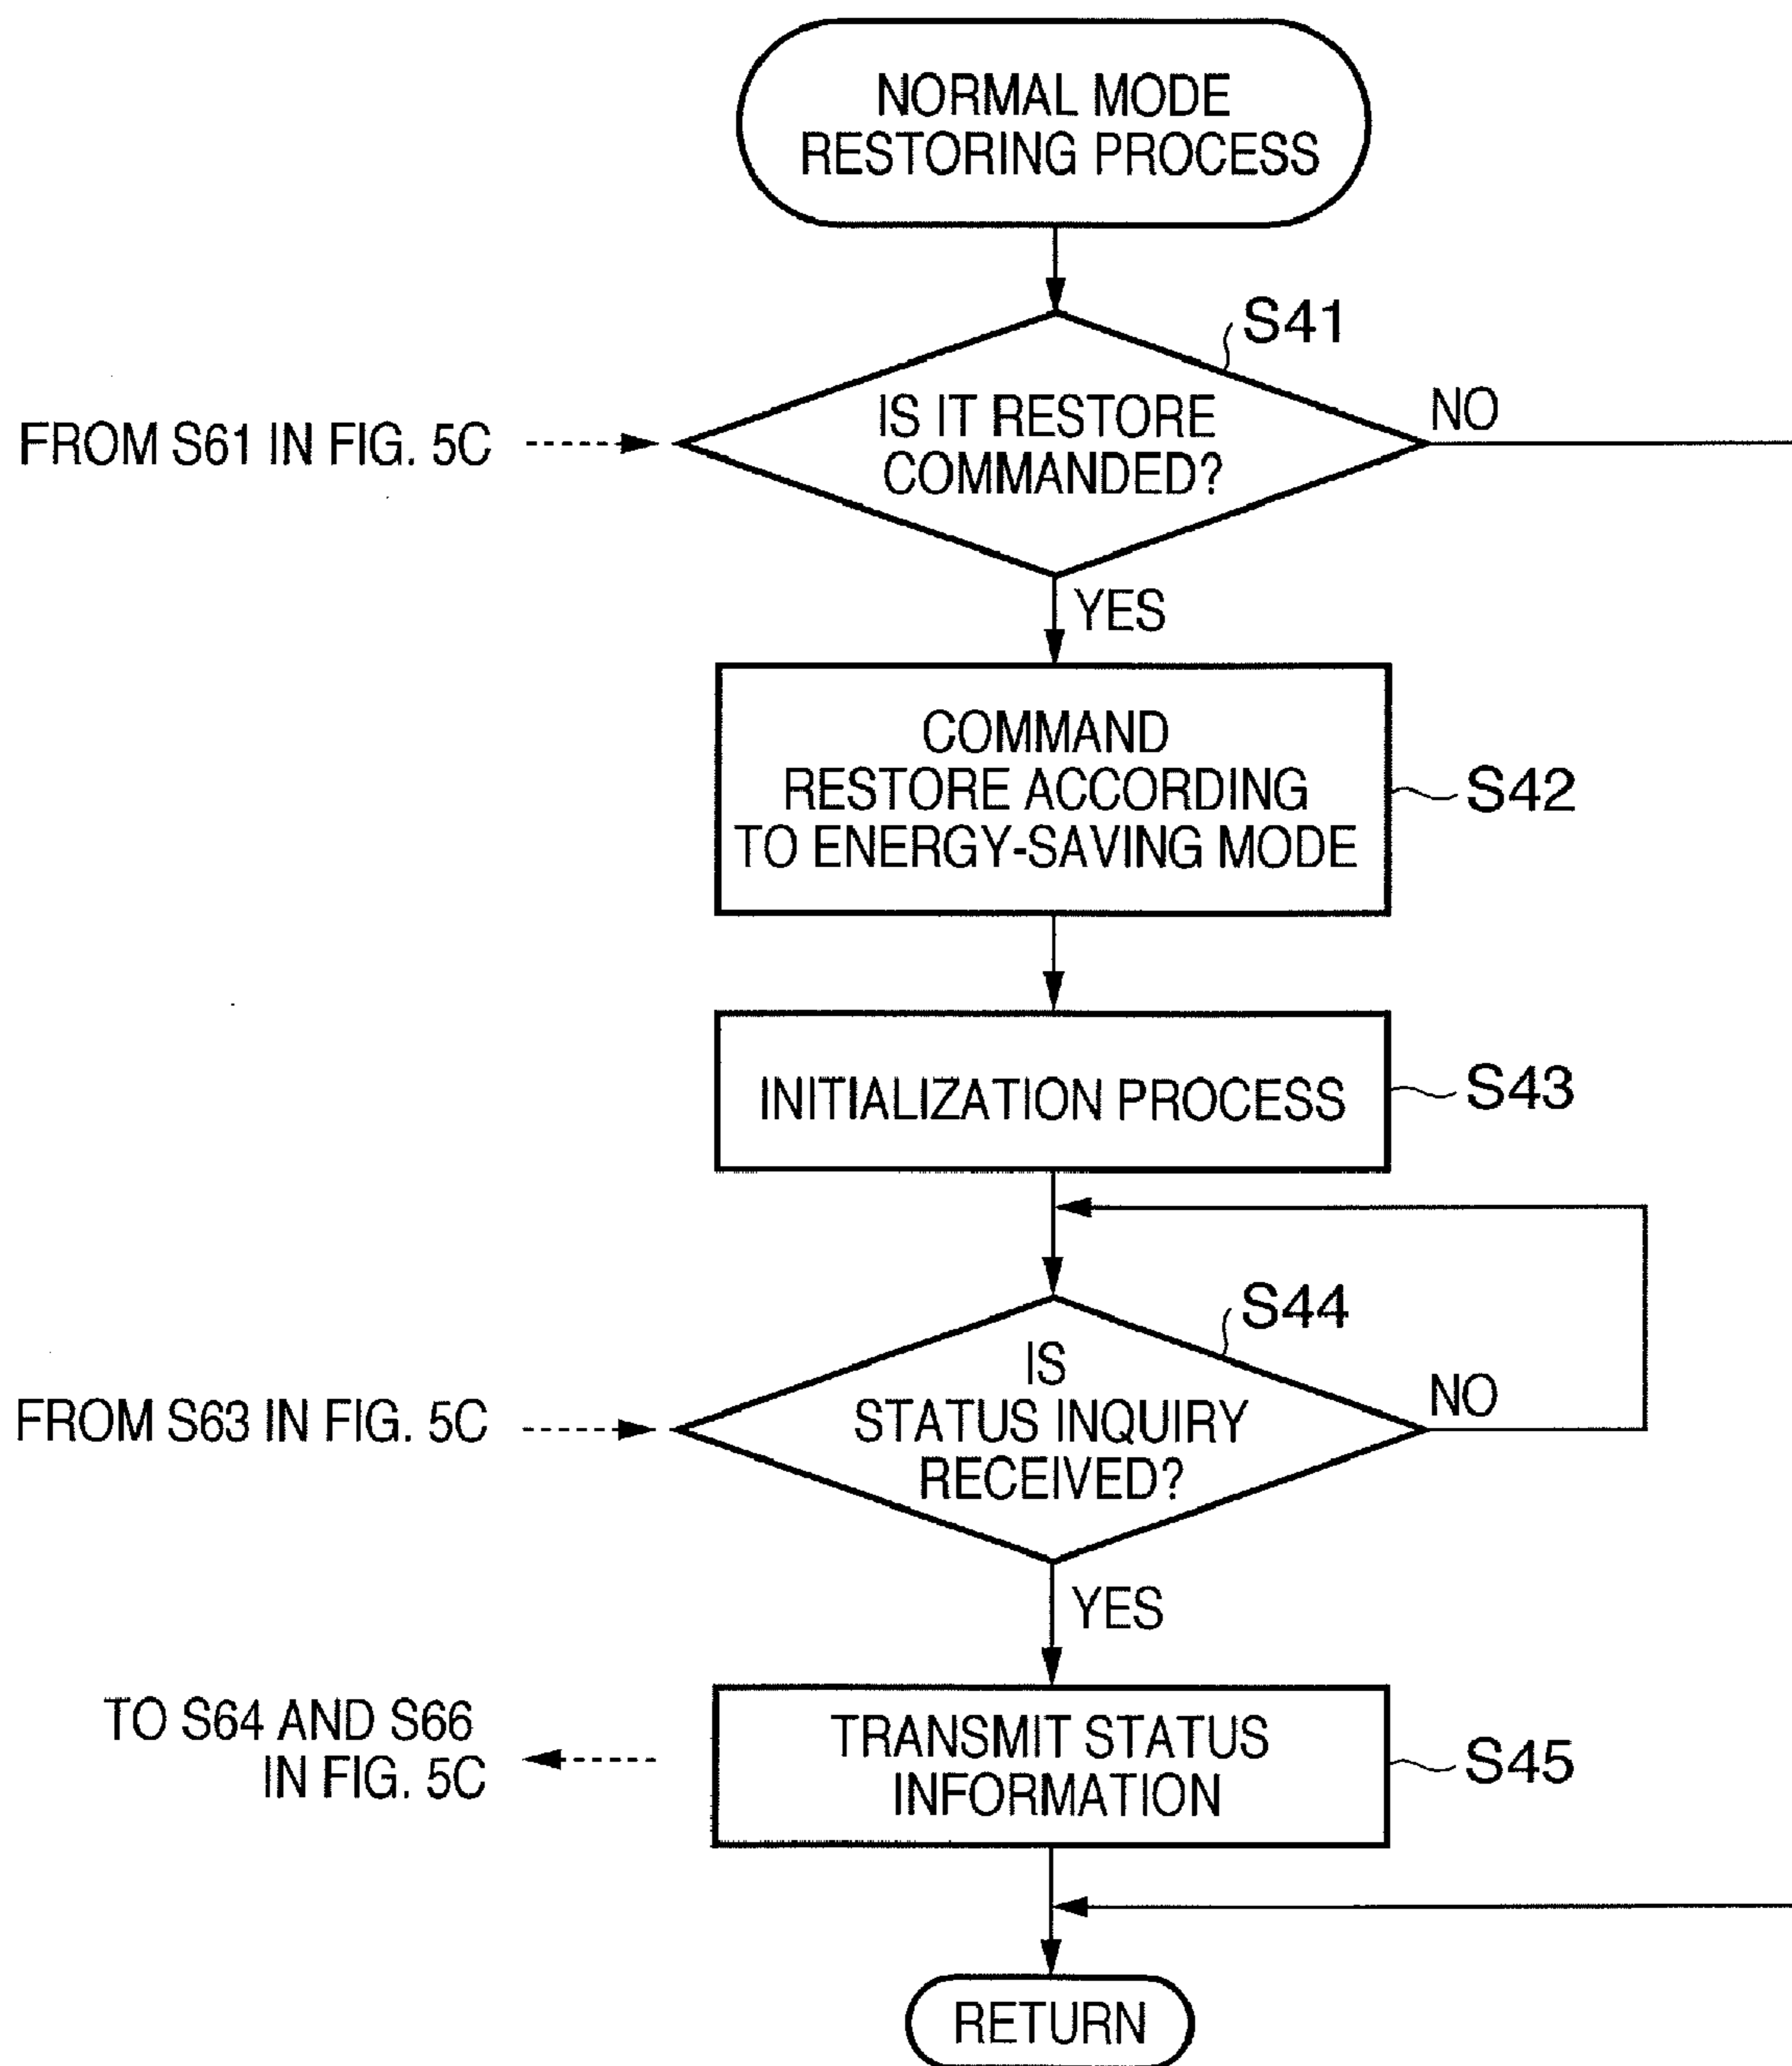 NORMAL MODE
RESTORING PROCESS
S41
FROM S61 IN FIG. 5C
IS IT RESTORE
COMMANDED?
NO
YES
COMMAND
RESTORE ACCORDING
TO ENERGY-SAVING MODE
S42
INITIALIZATION PROCESS
S43
S44
FROM S63 IN FIG. 5C
IS
STATUS INQUIRY
RECEIVED?
NO
YES
TO S64 AND S66
IN FIG. 5C
TRANSMIT STATUS
INFORMATION
S45
RETURN